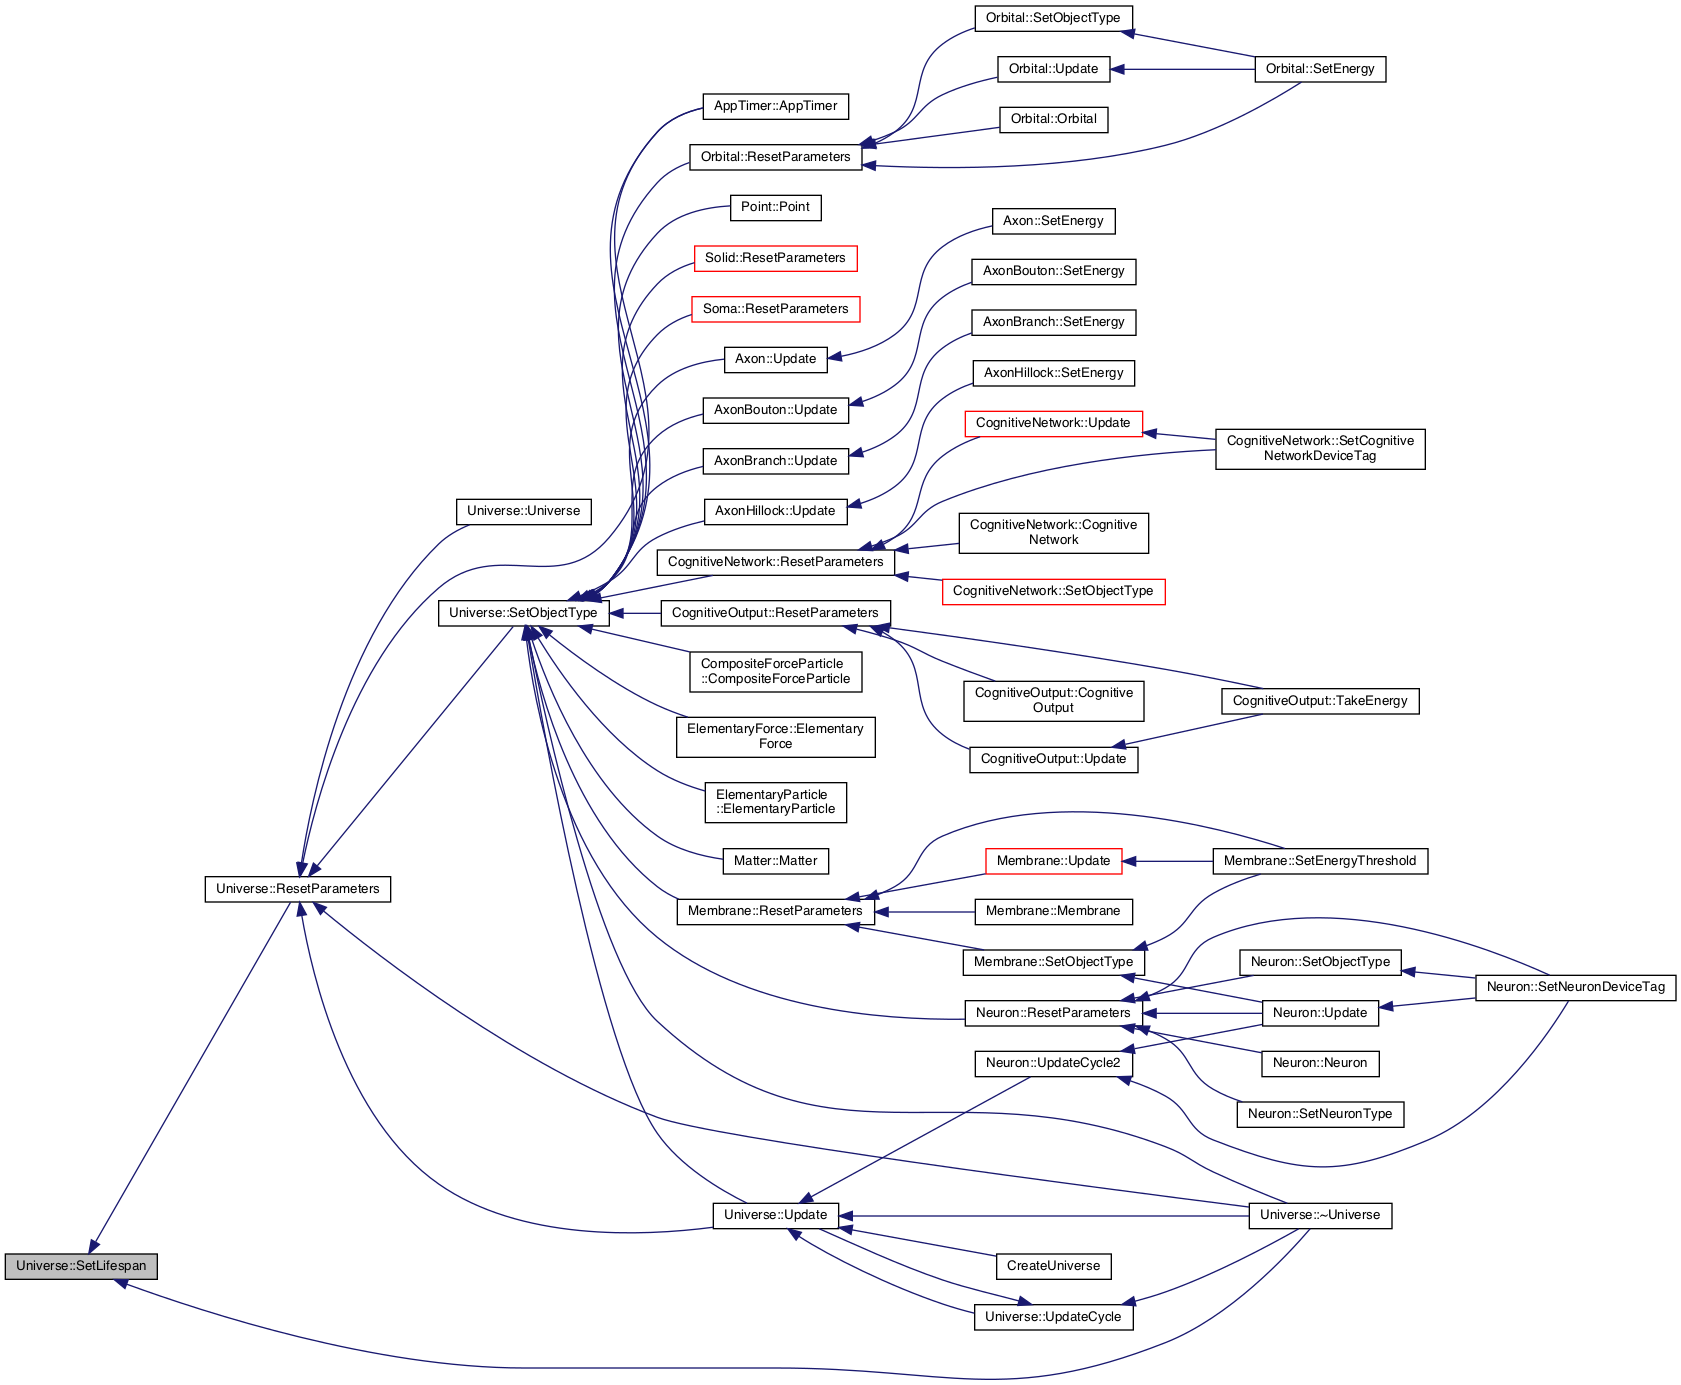 Orbital::SetObjectType
Orbital::Update
Orbital::SetEnergy
AppTimer::AppTimer
Orbital::Orbital
Orbital::ResetParameters
Point::Point
Axon::SetEnergy
Solid::ResetParameters
AxonBouton::SetEnergy
Soma::ResetParameters
AxonBranch::SetEnergy
Axon::Update
AxonHillock::SetEnergy
AxonBouton::Update
CognitiveNetwork::Update
CognitiveNetwork::SetCognitive
NetworkDeviceTag
AxonBranch::Update
Universe::Universe
AxonHillock::Update
CognitiveNetwork::Cognitive
Network
CognitiveNetwork::ResetParameters
CognitiveNetwork::SetObjectType
Universe::SetObjectType
CognitiveOutput::ResetParameters
CompositeForceParticle
::CompositeForceParticle
CognitiveOutput::Cognitive
Output
CognitiveOutput::TakeEnergy
ElementaryForce::Elementary
Force
CognitiveOutput::Update
ElementaryParticle
::ElementaryParticle
Matter::Matter
Membrane::Update
Membrane::SetEnergyThreshold
Universe::ResetParameters
Membrane::ResetParameters
Membrane::Membrane
Membrane::SetObjectType
Neuron::SetObjectType
Neuron::SetNeuronDeviceTag
Neuron::ResetParameters
Neuron::Update
Neuron::UpdateCycle2
Neuron::Neuron
Neuron::SetNeuronType
Universe::Update
Universe::~Universe
Universe::SetLifespan
CreateUniverse
Universe::UpdateCycle